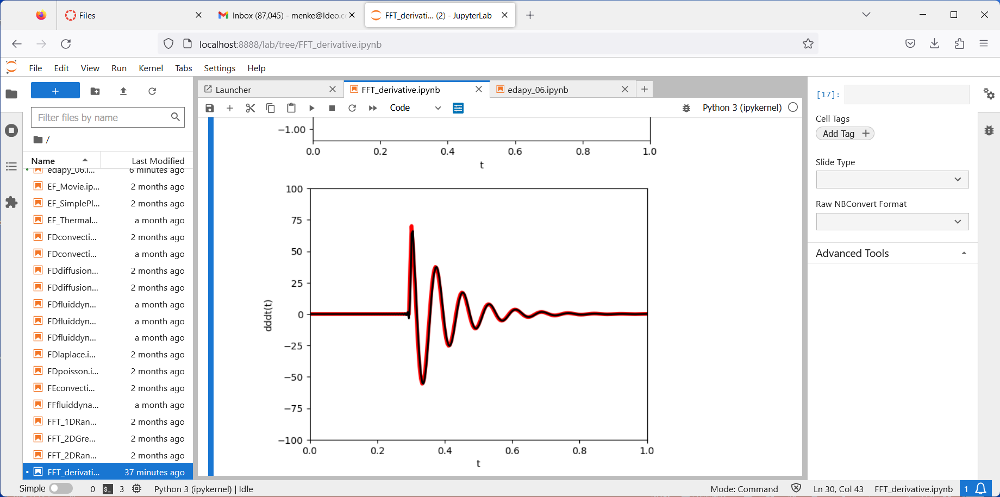 Files
Inbox (87,045) - menke@ldeo.c
FFT_derivati... (2) - JupyterLab
localhost:8888/lab/tree/FFT_derivative.ipynb
File Edit View Run Kernel Tabs Settings Help
Filter files by name
/
Name Last Modified
edapy_06.i... 6 minutes ago
EF_Movie.ip... 2 months ago
EF_SimplePl... 2 months ago
EF_Thermal... a month ago
FDconvecti... 2 months ago
FDconvecti... a month ago
FDdiffusion... 2 months ago
FDdiffusion... 2 months ago
FDfluiddyn... a month ago
FDfluiddyn... a month ago
FDfluiddyn... a month ago
FDlaplace.i... 2 months ago
FDpoisson.i... 2 months ago
FEconvecti... 2 months ago
FFfluiddyna... a month ago
FFT_1DRan... 2 months ago
FFT_2DGre... 2 months ago
FFT_2DRan... 2 months ago
FFT_derivati... 37 minutes ago
Launcher
FFT_derivative.ipynb
edapy_06.ipynb
Code
Python 3 (ipykernel)
−1.00
0.0 0.2 0.4 0.6 0.8 1.0
t
100
75
50
25
0
−25
−50
−75
−100
dddt(t)
0.0 0.2 0.4 0.6 0.8 1.0
t
[17]:
Cell Tags
Add Tag
Slide Type
Raw NBConvert Format
Advanced Tools
Simple 0 3 Python 3 (ipykernel) | Idle
Mode: Command Ln 30, Col 43 FFT_derivative.ipynb 1